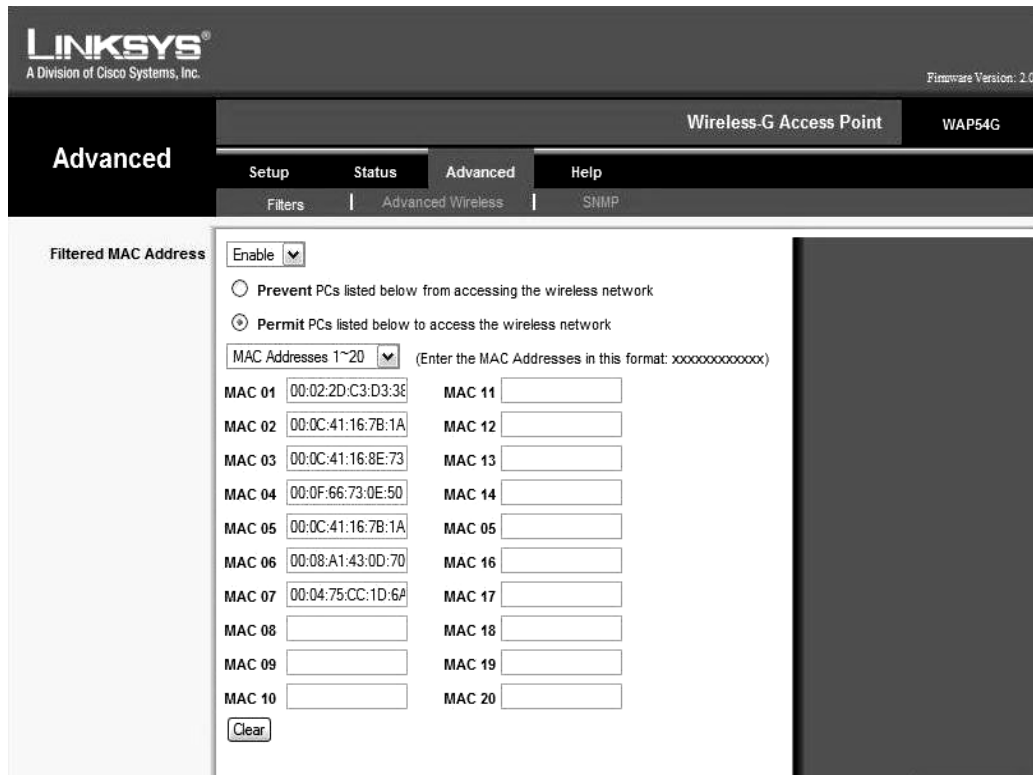 LINKSYS®
A Division of Cisco Systems, Inc.
Firmware Version: 2.0
Wireless-G Access Point WAP54G
Advanced
Setup Status Advanced Help
Filters | Advanced Wireless | SNMP
Filtered MAC Address Enable
Prevent PCs listed below from accessing the wireless network
Permit PCs listed below to access the wireless network
MAC Addresses 1~20 (Enter the MAC Addresses in this format: xxxxxxxxxxxx)
MAC 01 00:02:2D:C3:D3:38 MAC 11
MAC 02 00:0C:41:16:7B:1A MAC 12
MAC 03 00:0C:41:16:8E:73 MAC 13
MAC 04 00:0F:66:73:0E:50 MAC 14
MAC 05 00:0C:41:16:7B:1A MAC 05
MAC 06 00:08:A1:43:0D:70 MAC 16
MAC 07 00:04:75:CC:1D:6A MAC 17
MAC 08 MAC 18
MAC 09 MAC 19
MAC 10 MAC 20
Clear